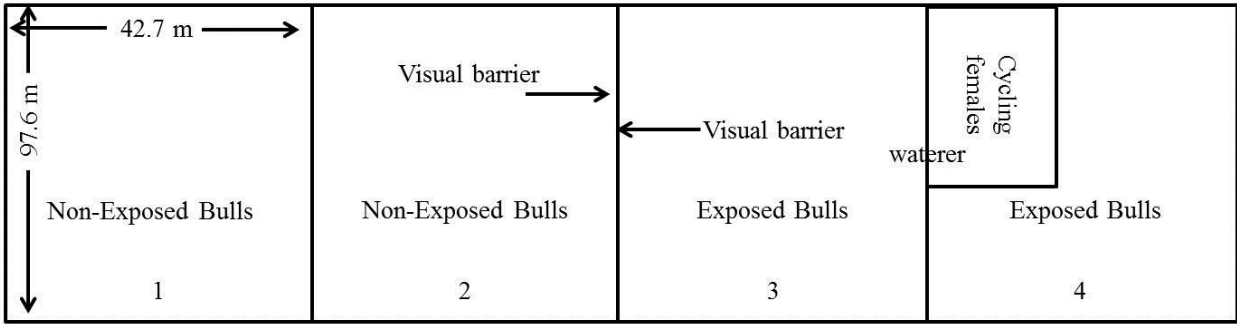 42.7 m
97.6 m
Visual barrier
Visual barrier
Cycling
females
waterer
Non-Exposed Bulls
Non-Exposed Bulls
Exposed Bulls
Exposed Bulls
1
2
3
4